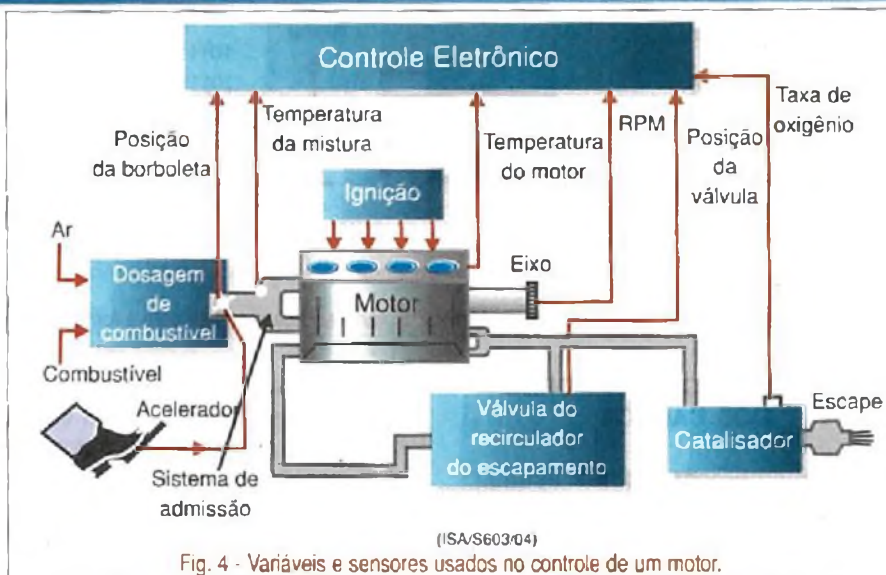 Controle Eletrônico
Temperatura
da mistura
Posição
da borboleta
Temperatura
do motor
RPM
Posição
da
válvula
Taxa de
oxigênio
Ignição
Ar
Dosagem
de
combustível
Combustível
Motor
Eixo
Acelerador
Sistema de
admissão
Válvula do
recirculador
do escapamento
Catalisador
Escape
(ISA/S603/04)
Fig. 4 - Variáveis e sensores usados no controle de um motor.